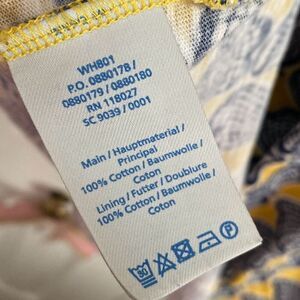 WH801
P.O. 0880178 /
0880179 / 0880180
RN 118027
SC 9039 / 0001
Main / Hauptmaterial /
Principal
100% Cotton / Baumwolle /
Coton
Lining / Futter / Doublure
100% Cotton / Baumwolle /
Coton